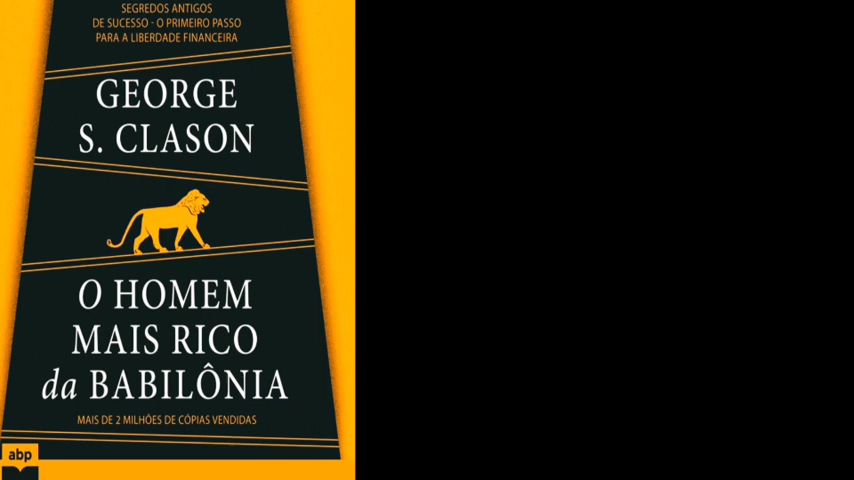 SEGREDOS ANTIGOS
DE SUCESSO - O PRIMEIRO PASSO
PARA A LIBERDADE FINANCEIRA
GEORGE
S. CLASON
O HOMEM
MAIS RICO
da BABILÔNIA
MAIS DE 2 MILHÕES DE CÓPIAS VENDIDAS
abp